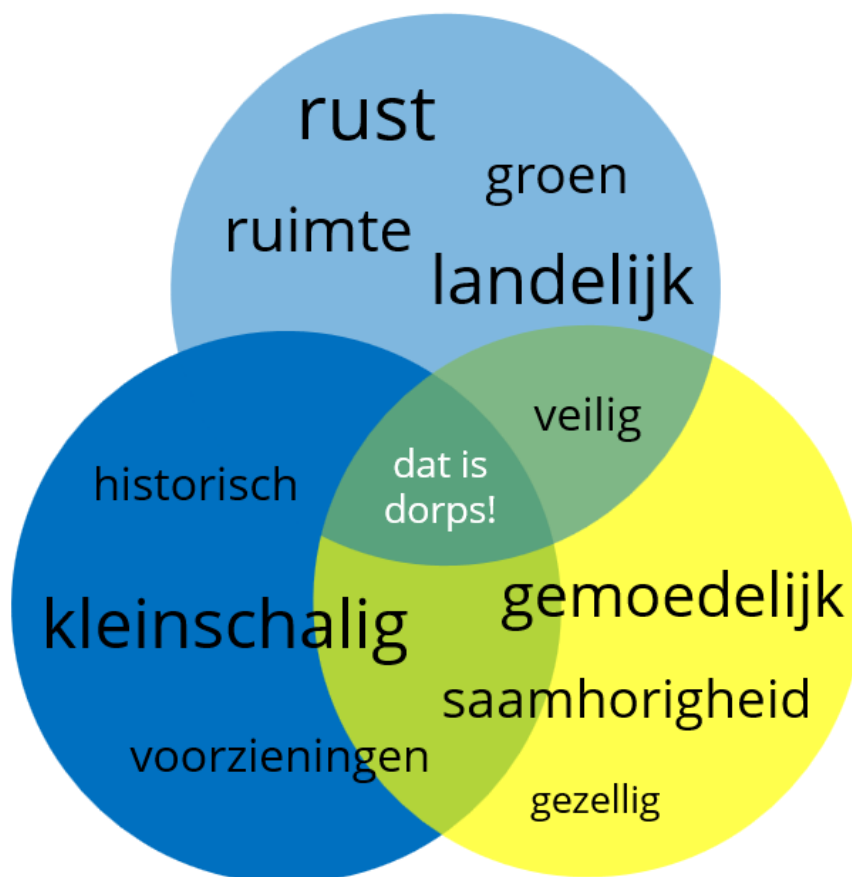 rust
groen
ruimte
landelijk
veilig
dat is
dorps!
historisch
gemoedelijk
kleinschalig
saamhorigheid
voorzieningen
gezellig